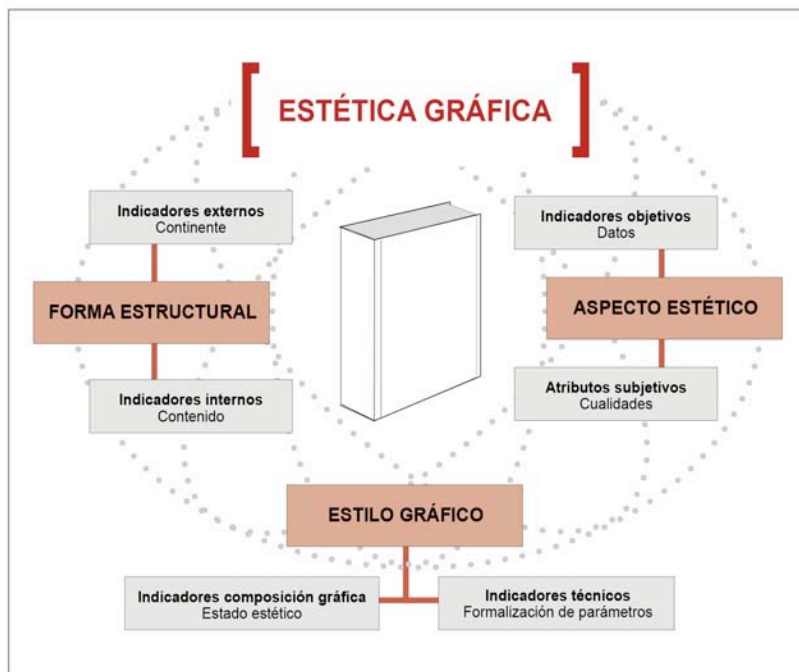 ESTÉTICA GRÁFICA
Indicadores externos
Continente
FORMA ESTRUCTURAL
Indicadores internos
Contenido
Indicadores objetivos
Datos
ASPECTO ESTÉTICO
Atributos subjetivos
Cualidades
ESTILO GRÁFICO
Indicadores composición gráfica
Estado estético
Indicadores técnicos
Formalización de parámetros